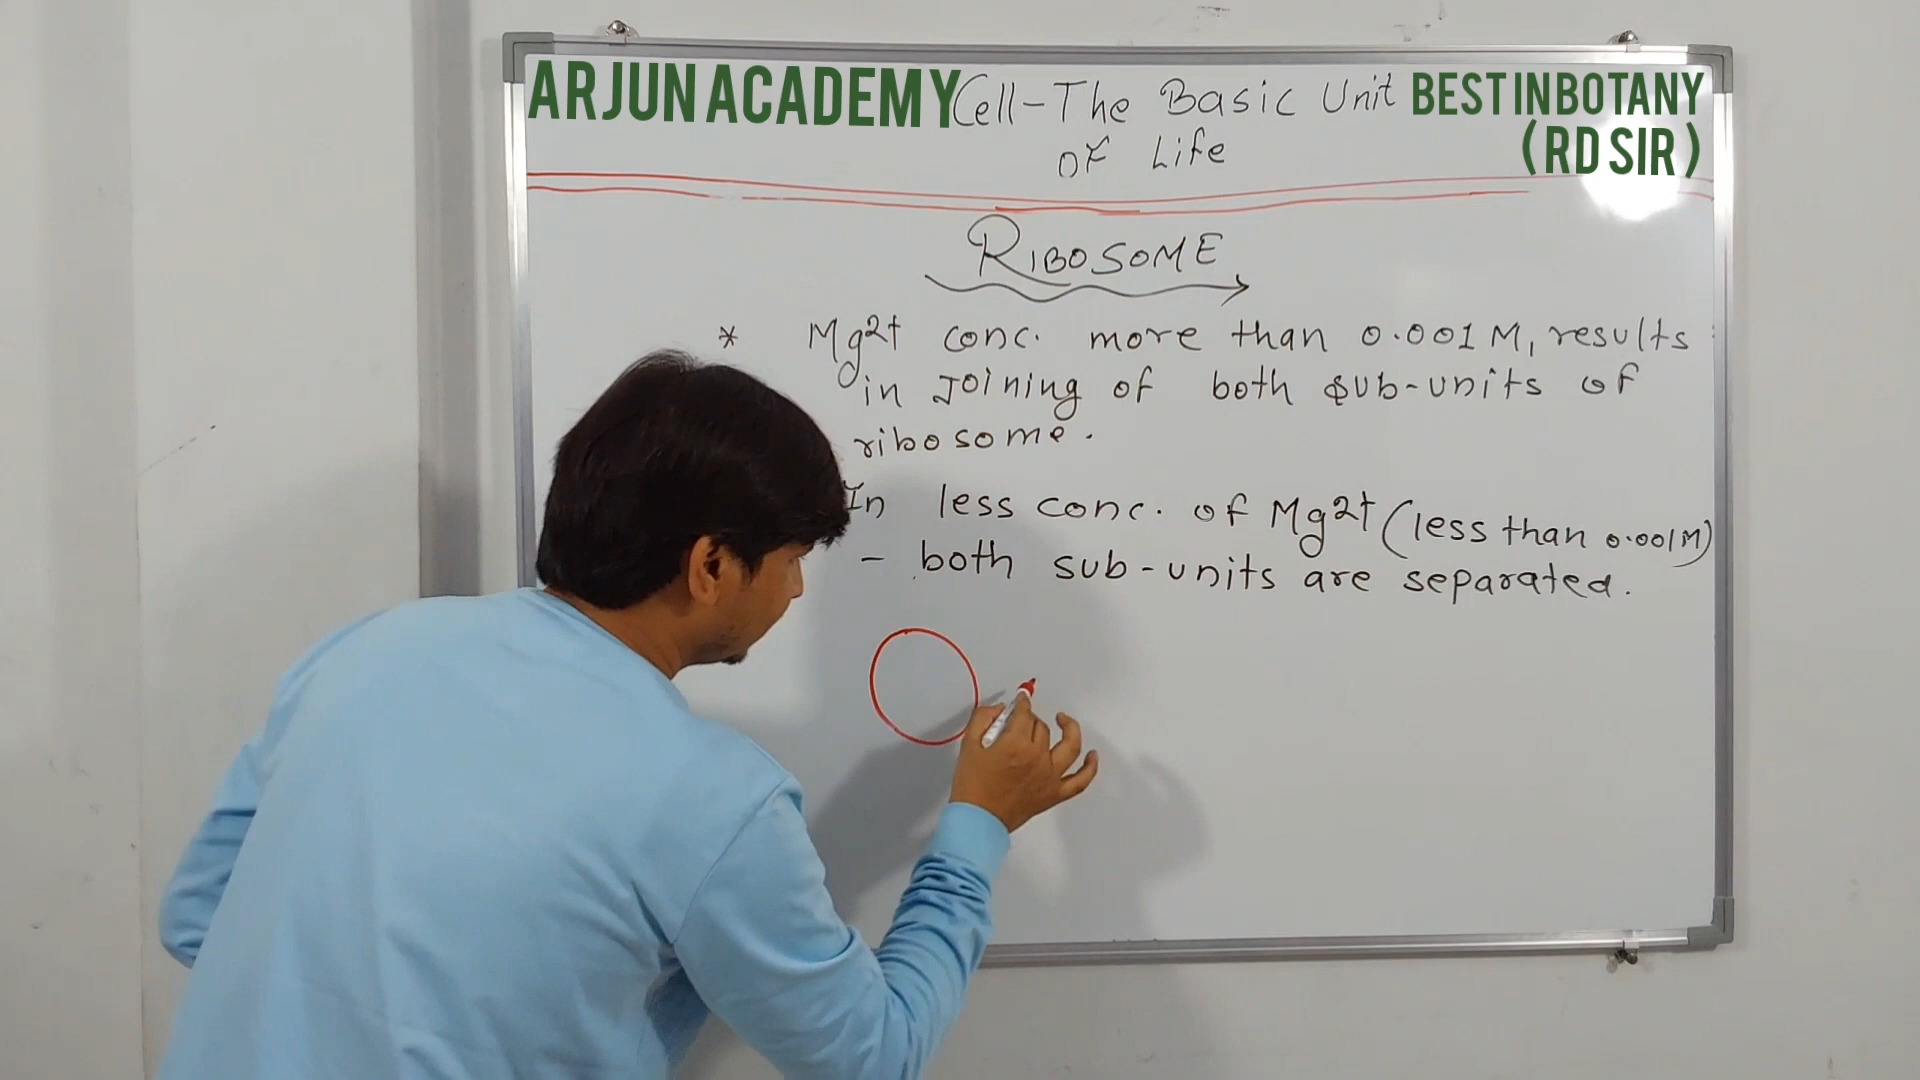 ARJUN ACADEMY
Cell-The Basic Unit
OF Life
BEST IN BOTANY
(RD SIR)
RIBOSOME
* Mg2+ conc. more than 0.001 M, results
in Joining of both sub-units of
ribosome.
In less conc. of Mg2+ (less than 0.001M)
- both sub-units are separated.